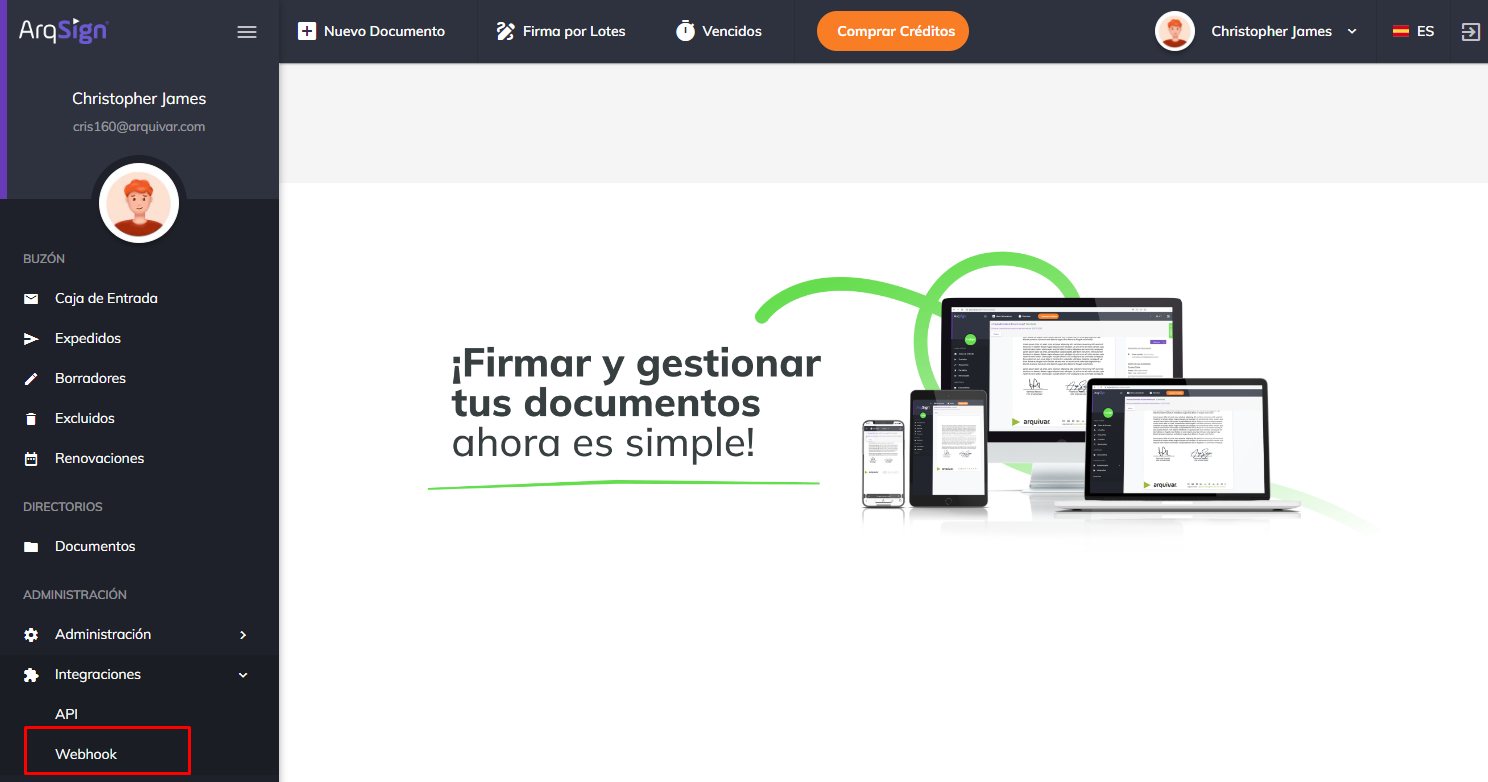 ArqSign
Nuevo Documento
Firma por Lotes
Vencidos
Comprar Créditos
Christopher James
ES
Christopher James
cris160@arquivar.com
BUZÓN
Caja de Entrada
Expedidos
Borradores
Excluidos
Renovaciones
DIRECTORIOS
Documentos
ADMINISTRACIÓN
Administración
Integraciones
API
Webhook
¡Firmar y gestionar
tus documentos
ahora es simple!
arquivar.
arquivar.